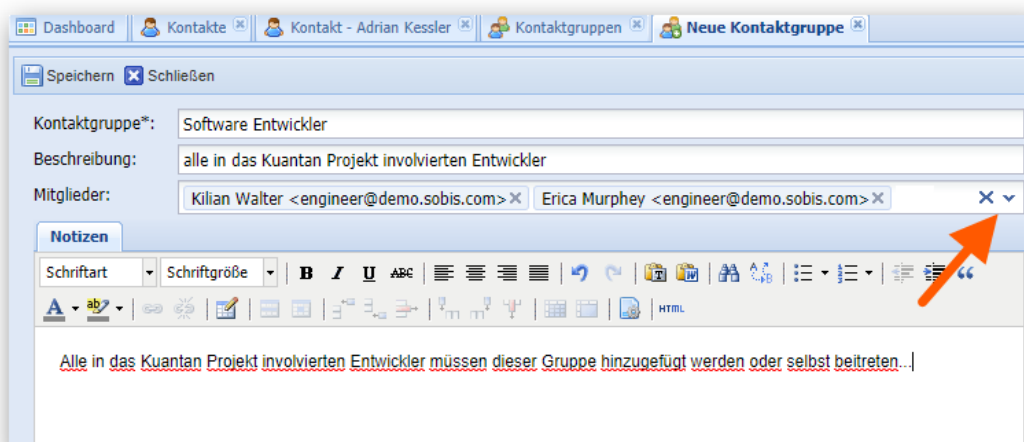 Dashboard Kontakte Kontakt - Adrian Kessler Kontaktgruppen Neue Kontaktgruppe
Speichern Schließen
Kontaktgruppe*: Software Entwickler
Beschreibung: alle in das Kuantan Projekt involvierten Entwickler
Mitglieder: Kilian Walter <engineer@demo.sobis.com> Erica Murphey <engineer@demo.sobis.com>
Notizen
Schriftart Schriftgröße B I U ABC
A ab HTML
Alle in das Kuantan Projekt involvierten Entwickler müssen dieser Gruppe hinzugefügt werden oder selbst beitreten...